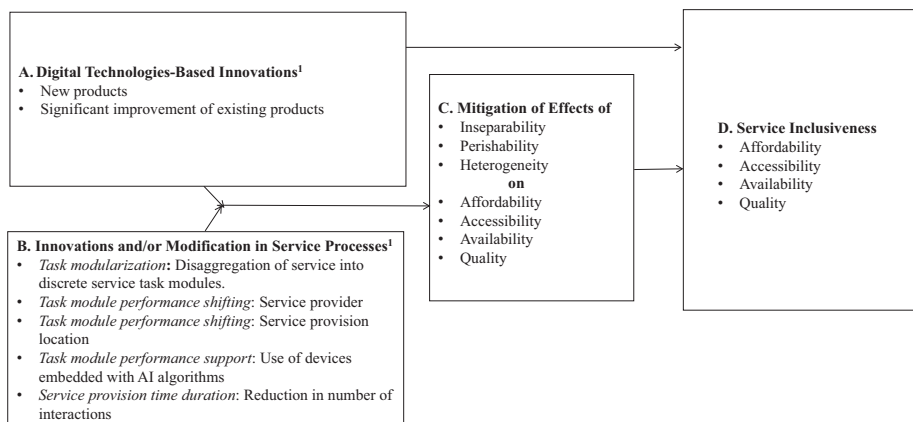 A. Digital Technologies-Based Innovations¹
• New products
• Significant improvement of existing products
B. Innovations and/or Modification in Service Processes¹
• Task modularization: Disaggregation of service into
discrete service task modules.
• Task module performance shifting: Service provider
• Task module performance shifting: Service provision
location
• Task module performance support: Use of devices
embedded with AI algorithms
• Service provision time duration: Reduction in number of
interactions
C. Mitigation of Effects of
• Inseparability
• Perishability
• Heterogeneity
on
• Affordability
• Accessibility
• Availability
• Quality
D. Service Inclusiveness
• Affordability
• Accessibility
• Availability
• Quality